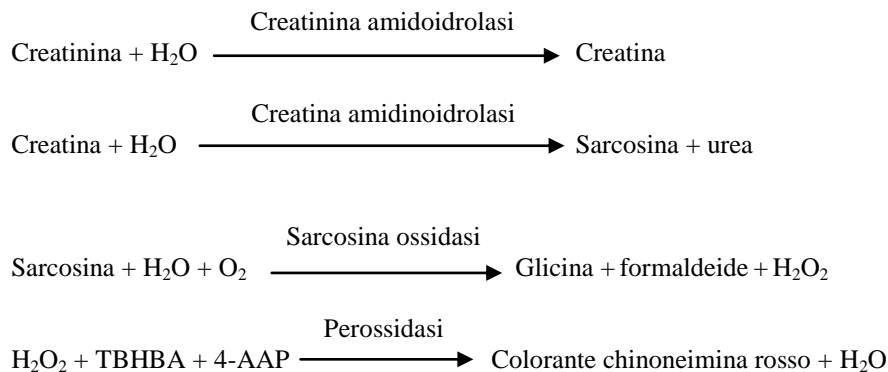 Creatinina amidoidrolasi
Creatinina + H₂O Creatina
Creatina amidinoidrolasi
Creatina + H₂O Sarcosina + urea
Sarcosina ossidasi
Sarcosina + H₂O + O₂ Glicina + formaldeide + H₂O₂
Perossidasi
H₂O₂ + TBHBA + 4-AAP Colorante chinoneimina rosso + H₂O